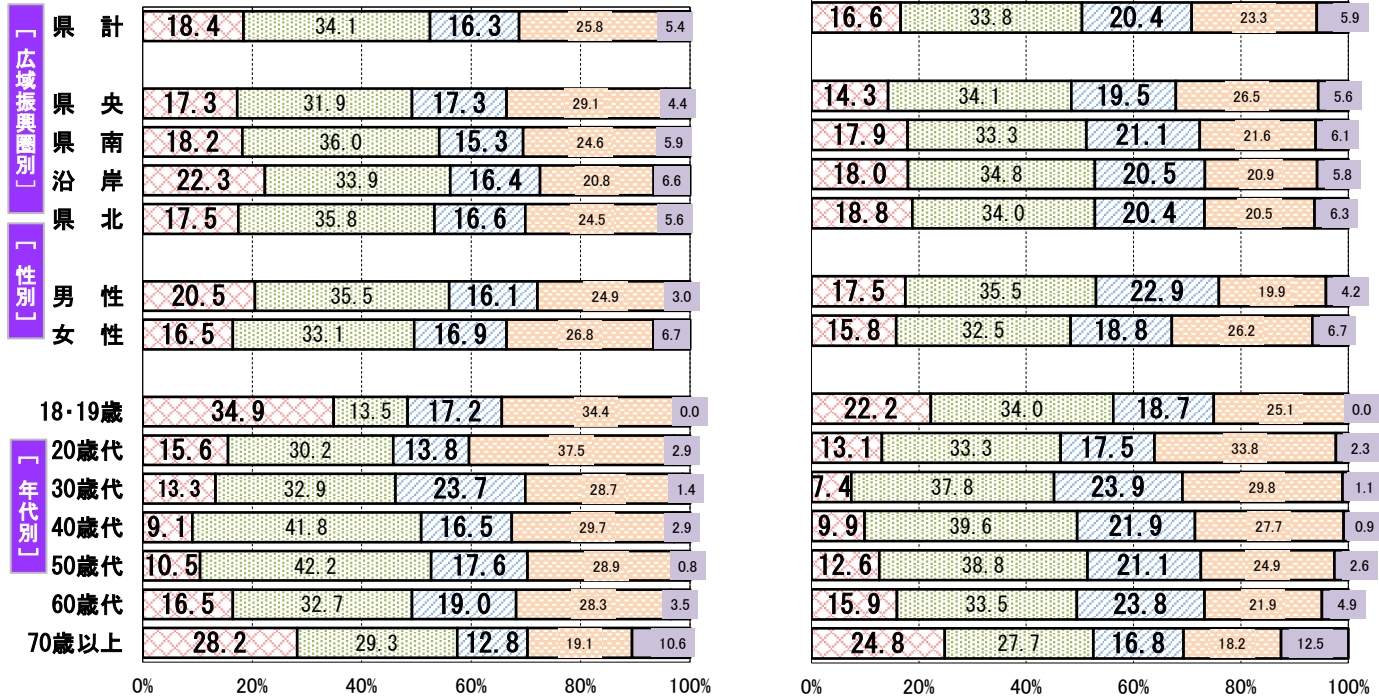 [広域振興圏別]
県 計 18.4 34.1 16.3 25.8 5.4 16.6 33.8 20.4 23.3 5.9
県 央 17.3 31.9 17.3 29.1 4.4 14.3 34.1 19.5 26.5 5.6
県 南 18.2 36.0 15.3 24.6 5.9 17.9 33.3 21.1 21.6 6.1
沿 岸 22.3 33.9 16.4 20.8 6.6 18.0 34.8 20.5 20.9 5.8
県 北 17.5 35.8 16.6 24.5 5.6 18.8 34.0 20.4 20.5 6.3
[性別]
男 性 20.5 35.5 16.1 24.9 3.0 17.5 35.5 22.9 19.9 4.2
女 性 16.5 33.1 16.9 26.8 6.7 15.8 32.5 18.8 26.2 6.7
18・19歳 34.9 13.5 17.2 34.4 0.0 22.2 34.0 18.7 25.1 0.0
[年代別]
20歳代 15.6 30.2 13.8 37.5 2.9 13.1 33.3 17.5 33.8 2.3
30歳代 13.3 32.9 23.7 28.7 1.4 7.4 37.8 23.9 29.8 1.1
40歳代 9.1 41.8 16.5 29.7 2.9 9.9 39.6 21.9 27.7 0.9
50歳代 10.5 42.2 17.6 28.9 0.8 12.6 38.8 21.1 24.9 2.6
60歳代 16.5 32.7 19.0 28.3 3.5 15.9 33.5 23.8 21.9 4.9
70歳以上 28.2 29.3 12.8 19.1 10.6 24.8 27.7 16.8 18.2 12.5
0% 20% 40% 60% 80% 100% 0% 20% 40% 60% 80% 100%